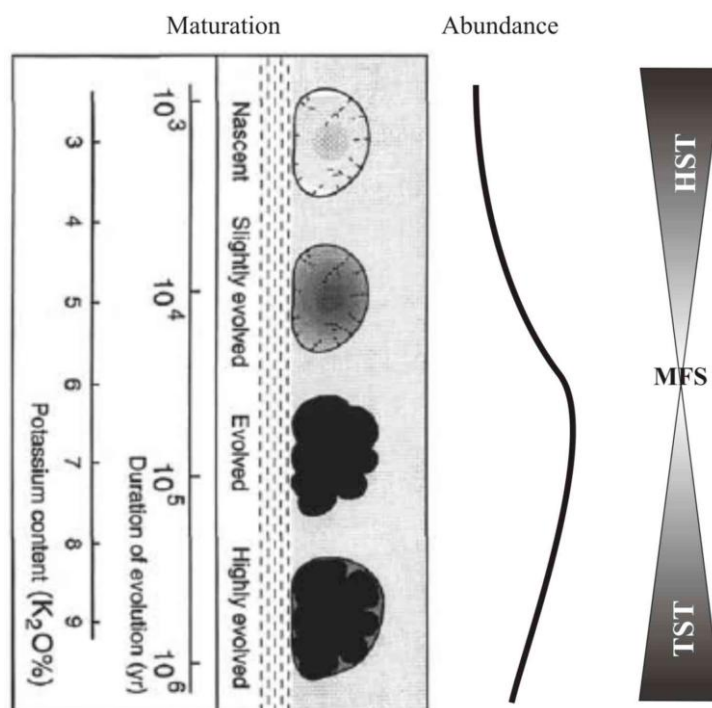 Maturation
Abundance
3
4
5
6
7
8
9
Potassium content (K₂O%)
10³
10⁴
10⁵
10⁶
Duration of evolution (yr)
Nascent
Slightly evolved
Evolved
Highly evolved
HST
MFS
TST